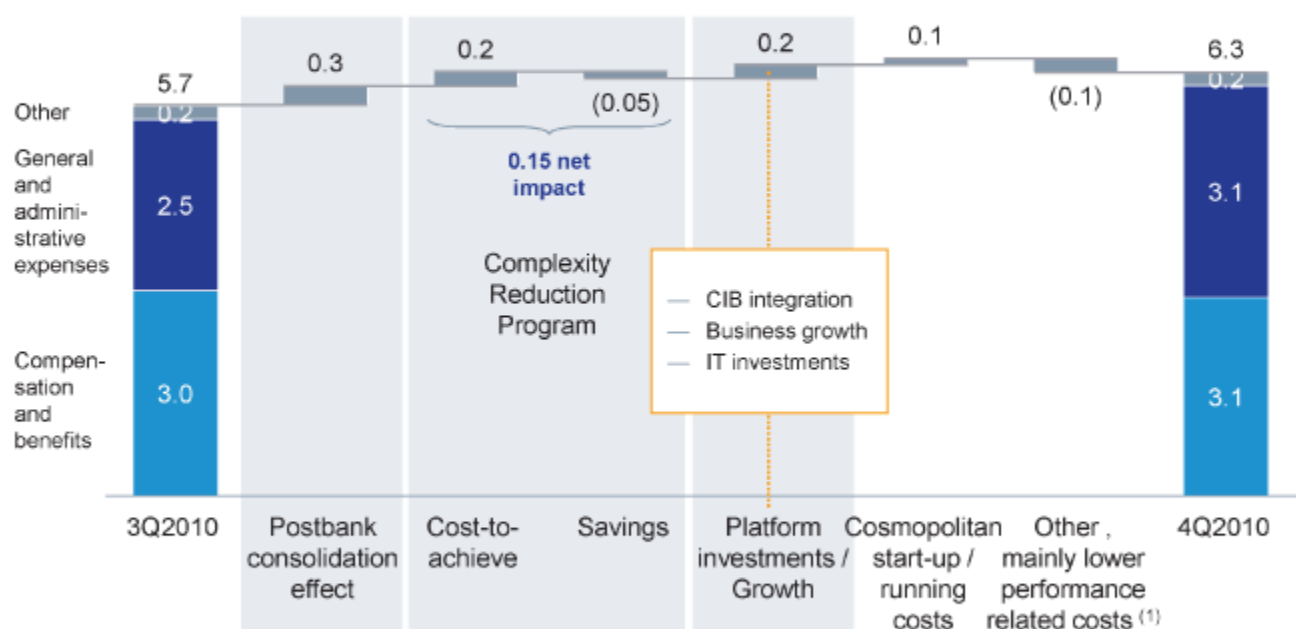 5.7
0.3
0.2
(0.05)
0.2
0.1
(0.1)
6.3
Other
0.2
0.2
General
and
admini-
strative
expenses
2.5
3.1
0.15 net
impact
Complexity
Reduction
Program
— CIB integration
— Business growth
— IT investments
Compen-
sation
and
benefits
3.0
3.1
3Q2010
Postbank
consolidation
effect
Cost-to-
achieve
Savings
Platform
investments /
Growth
Cosmopolitan
start-up /
running
costs
Other ,
mainly lower
performance
related costs (1)
4Q2010